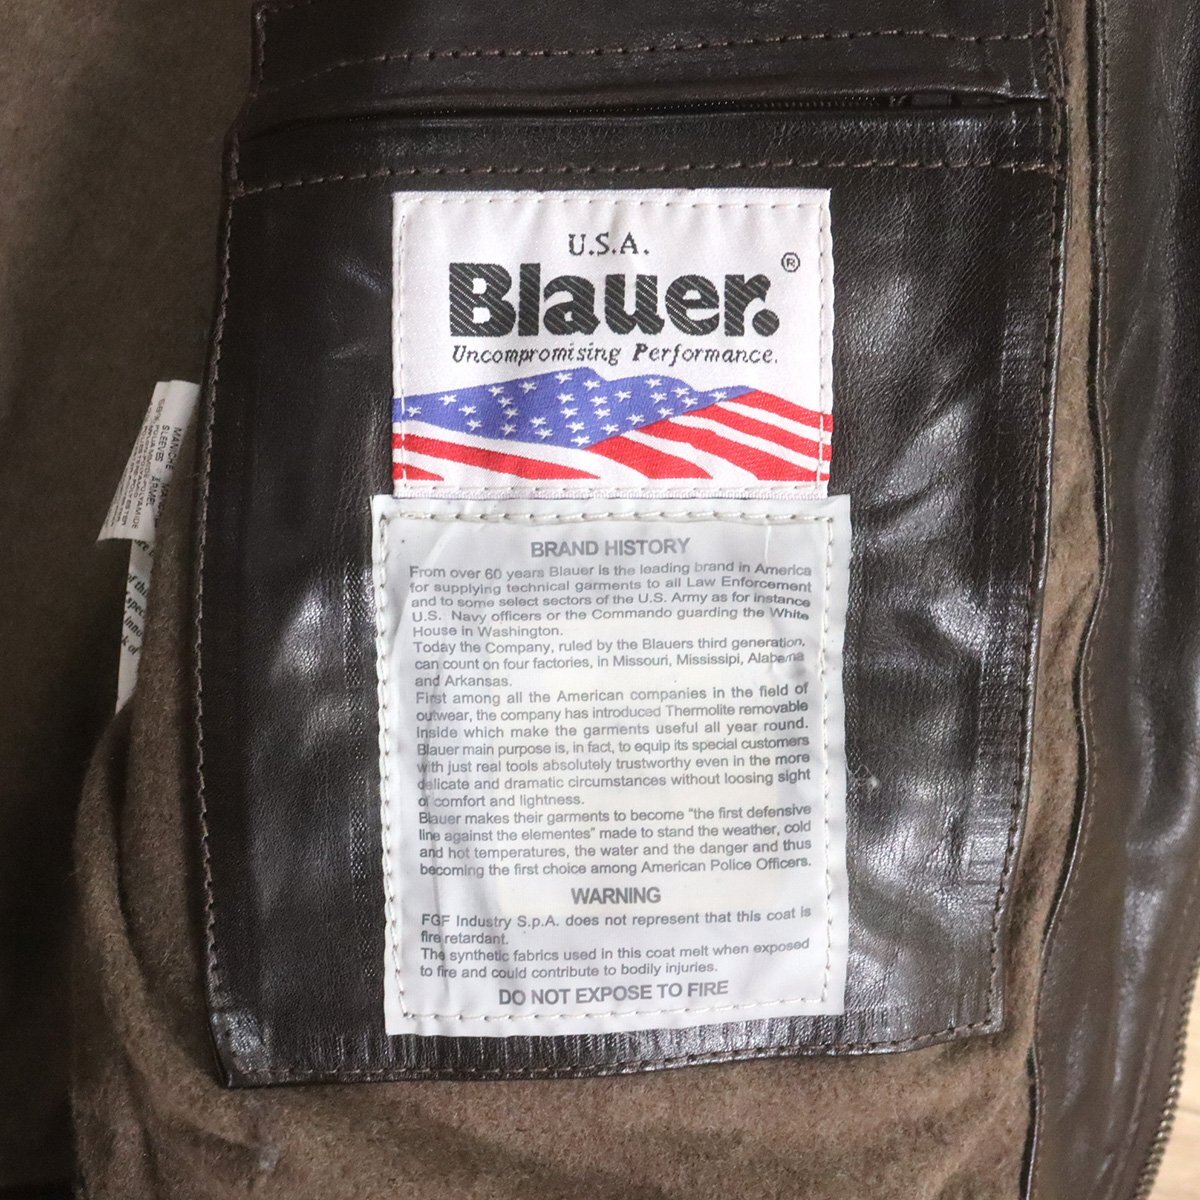 U.S.A.
Blauer.®
Uncompromising Performance.
BRAND HISTORY
From over 60 years Blauer is the leading brand in America
for supplying technical garments to all Law Enforcement
and to some select sectors of the U.S. Army as for instance
U.S. Navy officers or the Commando guarding the White
House in Washington.
Today the Company, ruled by the Blauers third generation,
can count on four factories, in Missouri, Mississipi, Alabama
and Arkansas.
First among all the American companies in the field of
outwear, the company has introduced Thermolite removable
Inside which make the garments useful all year round.
Blauer main purpose is, in fact, to equip its special customers
with just real tools absolutely trustworthy even in the more
delicate and dramatic circumstances without loosing sight
of comfort and lightness.
Blauer makes their garments to become "the first defensive
line against the elementes" made to stand the weather, cold
and hot temperatures, the water and the danger and thus
becoming the first choice among American Police Officers.
WARNING
FGF Industry S.p.A. does not represent that this coat is
fire retardant.
The synthetic fabrics used in this coat melt when exposed
to fire and could contribute to bodily injuries.
DO NOT EXPOSE TO FIRE
MANCHE
SLEEVES
of this